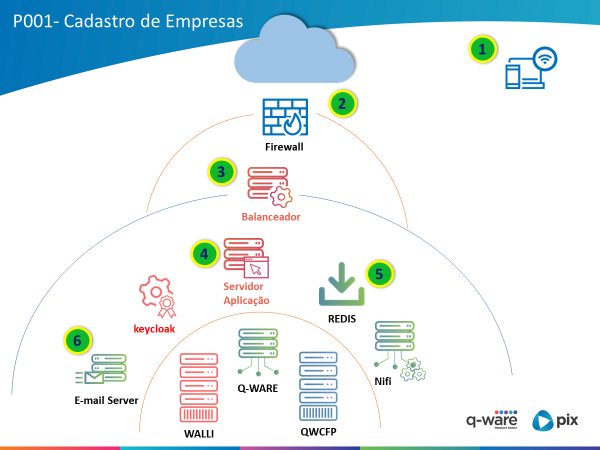 P001- Cadastro de Empresas
1
2
Firewall
3
Balanceador
4
Servidor
Aplicação
5
REDIS
keycloak
6
E-mail Server
Q-WARE
Nifi
WALLI
QWCFP
q-ware
pix